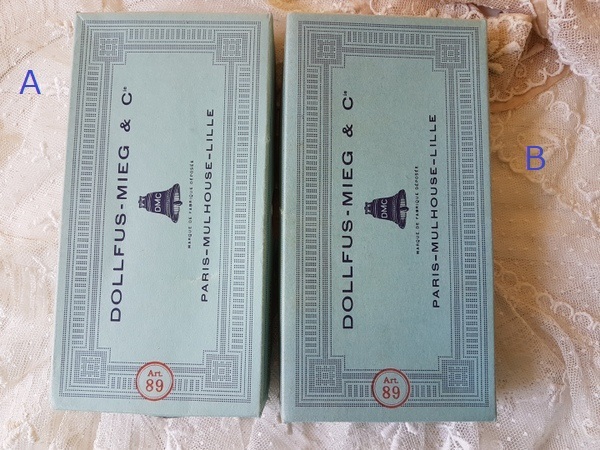 A
DOLLFUS-MIEG & Cie
DMC
MARQUE DE FABRIQUE DÉPOSÉE
PARIS-MULHOUSE-LILLE
Art.
89
B
DOLLFUS-MIEG & Cie
DMC
MARQUE DE FABRIQUE DÉPOSÉE
PARIS-MULHOUSE-LILLE
Art.
89